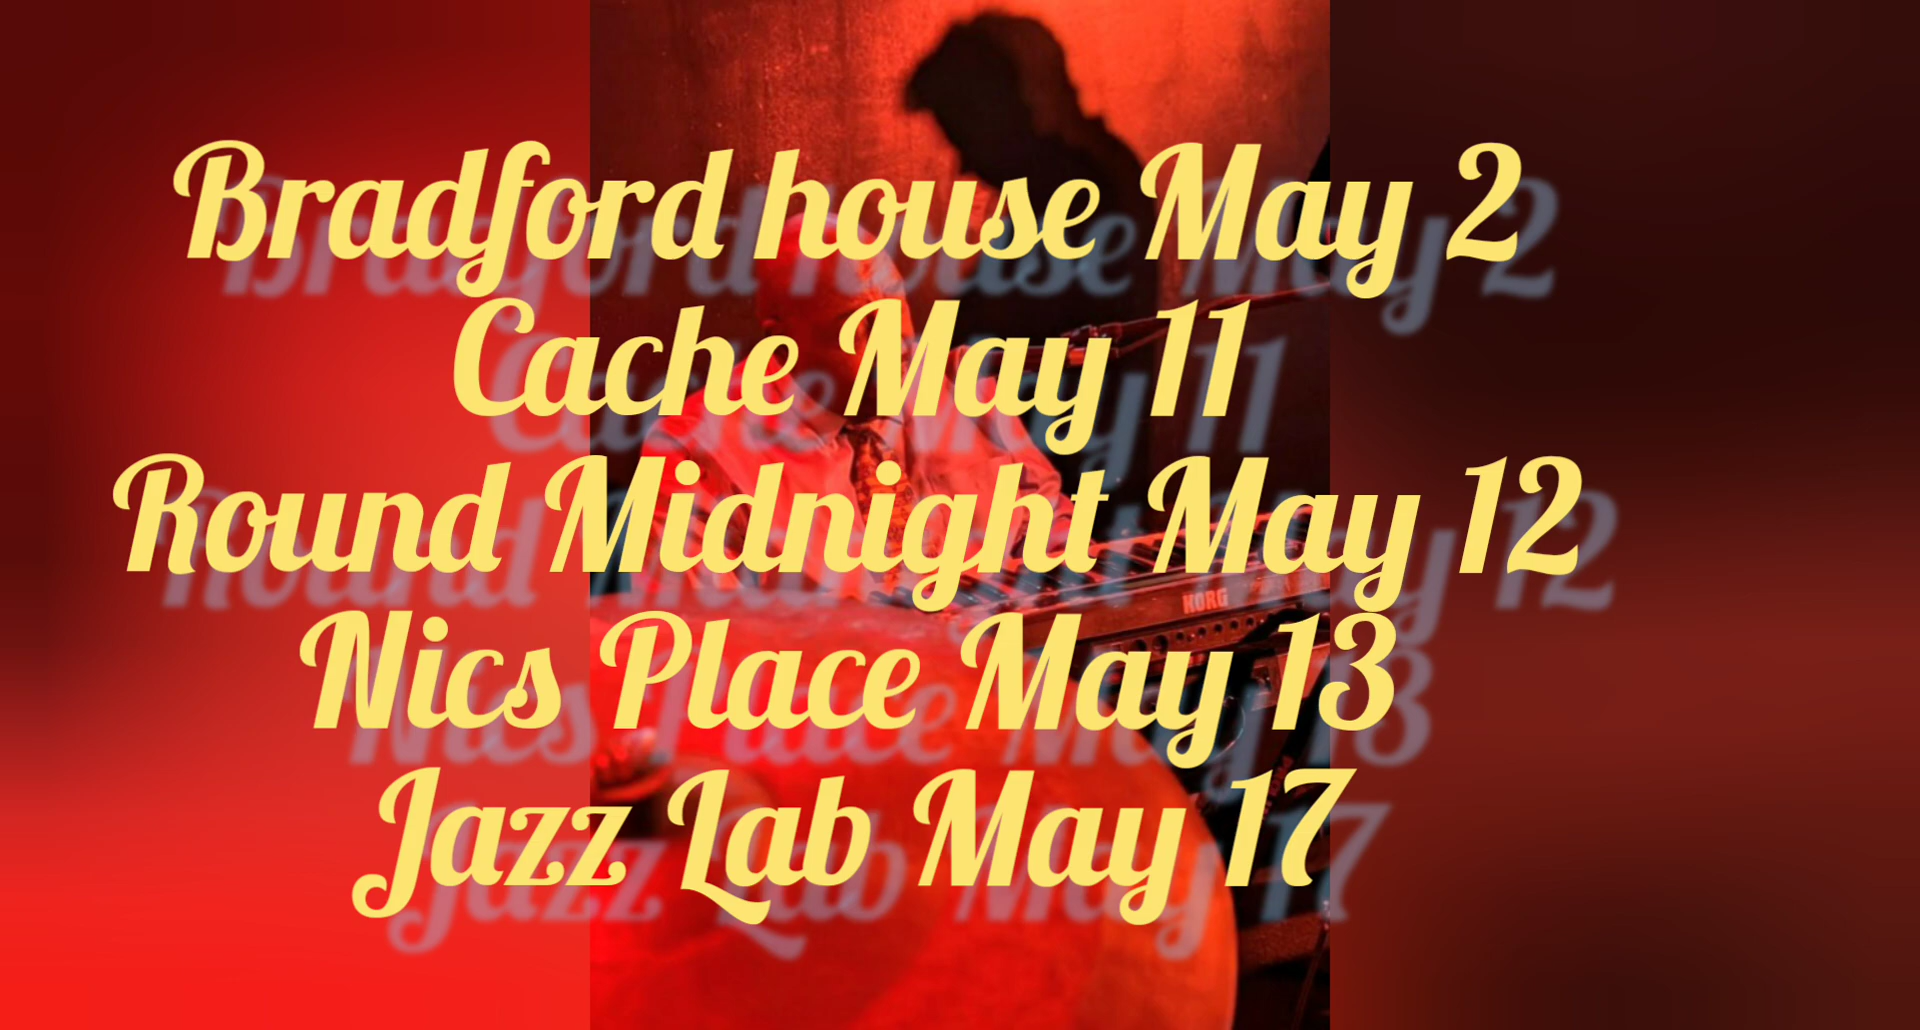 Bradford house May 2
Cache May 11
Round Midnight May 12
Nics Place May 13
Jazz Lab May 17
KORG